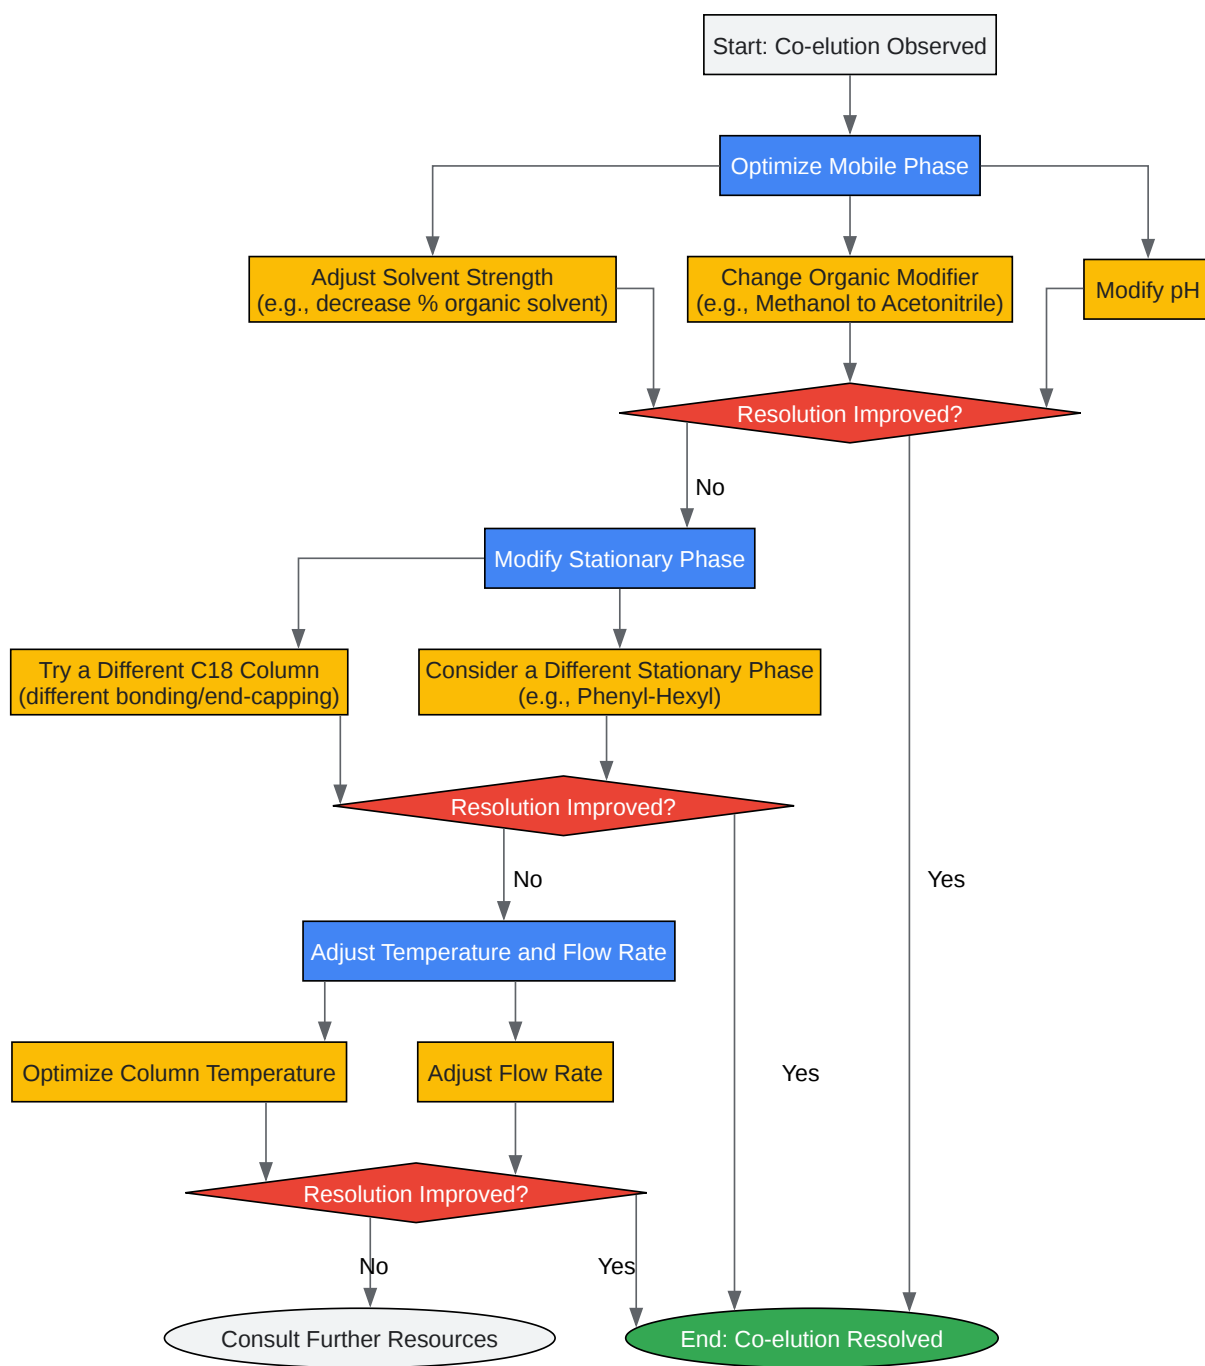 Start: Co-elution Observed
Optimize Mobile Phase
Adjust Solvent Strength
(e.g., decrease % organic solvent)
Change Organic Modifier
(e.g., Methanol to Acetonitrile)
Modify pH
Resolution Improved?
No
Modify Stationary Phase
Try a Different C18 Column
(different bonding/end-capping)
Consider a Different Stationary Phase
(e.g., Phenyl-Hexyl)
Resolution Improved?
No
Yes
Adjust Temperature and Flow Rate
Optimize Column Temperature
Adjust Flow Rate
Yes
Resolution Improved?
No
Yes
Consult Further Resources
End: Co-elution Resolved